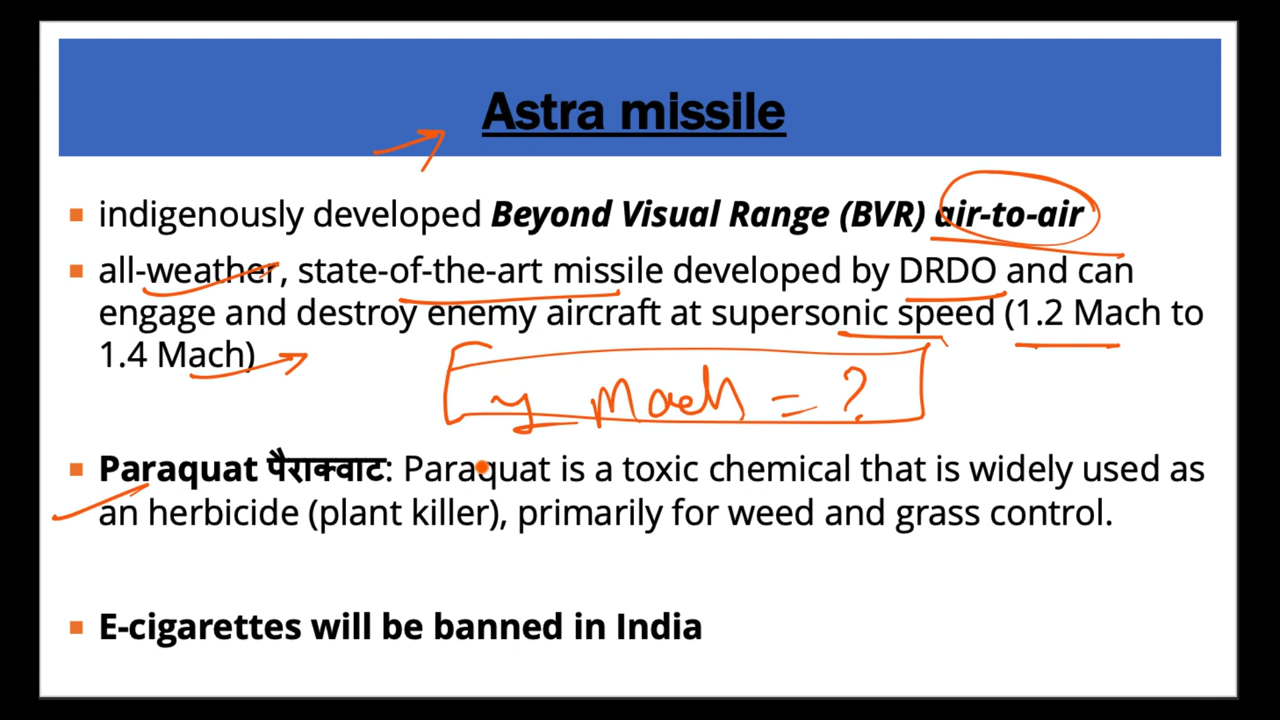 Astra missile
indigenously developed Beyond Visual Range (BVR) air-to-air
all-weather, state-of-the-art missile developed by DRDO and can
engage and destroy enemy aircraft at supersonic speed (1.2 Mach to
1.4 Mach)
Mach = ?
Paraquat पैराक्वाट: Paraquat is a toxic chemical that is widely used as
an herbicide (plant killer), primarily for weed and grass control.
E-cigarettes will be banned in India